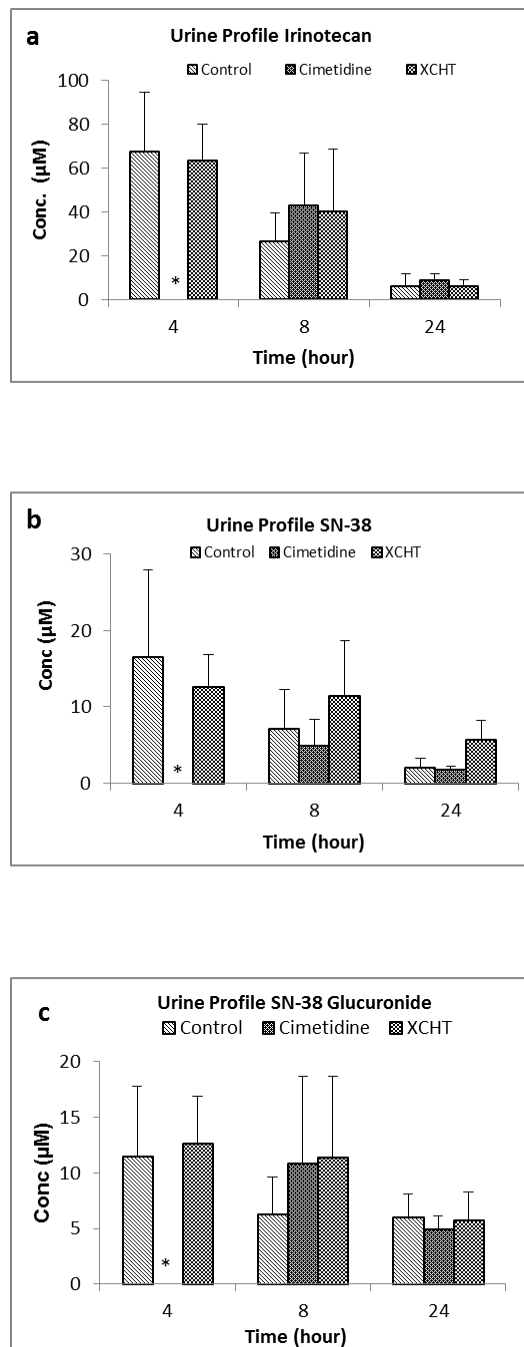 a
Urine Profile Irinotecan
Control Cimetidine XCHT
Conc. (µM)
100
80
60
40
20
0
*
4 8 24
Time (hour)
b
Urine Profile SN-38
Control Cimetidine XCHT
Conc (µM)
30
20
10
0
*
4 8 24
Time (hour)
c
Urine Profile SN-38 Glucuronide
Control Cimetidine XCHT
Conc (µM)
20
15
10
5
0
*
4 8 24
Time (hour)